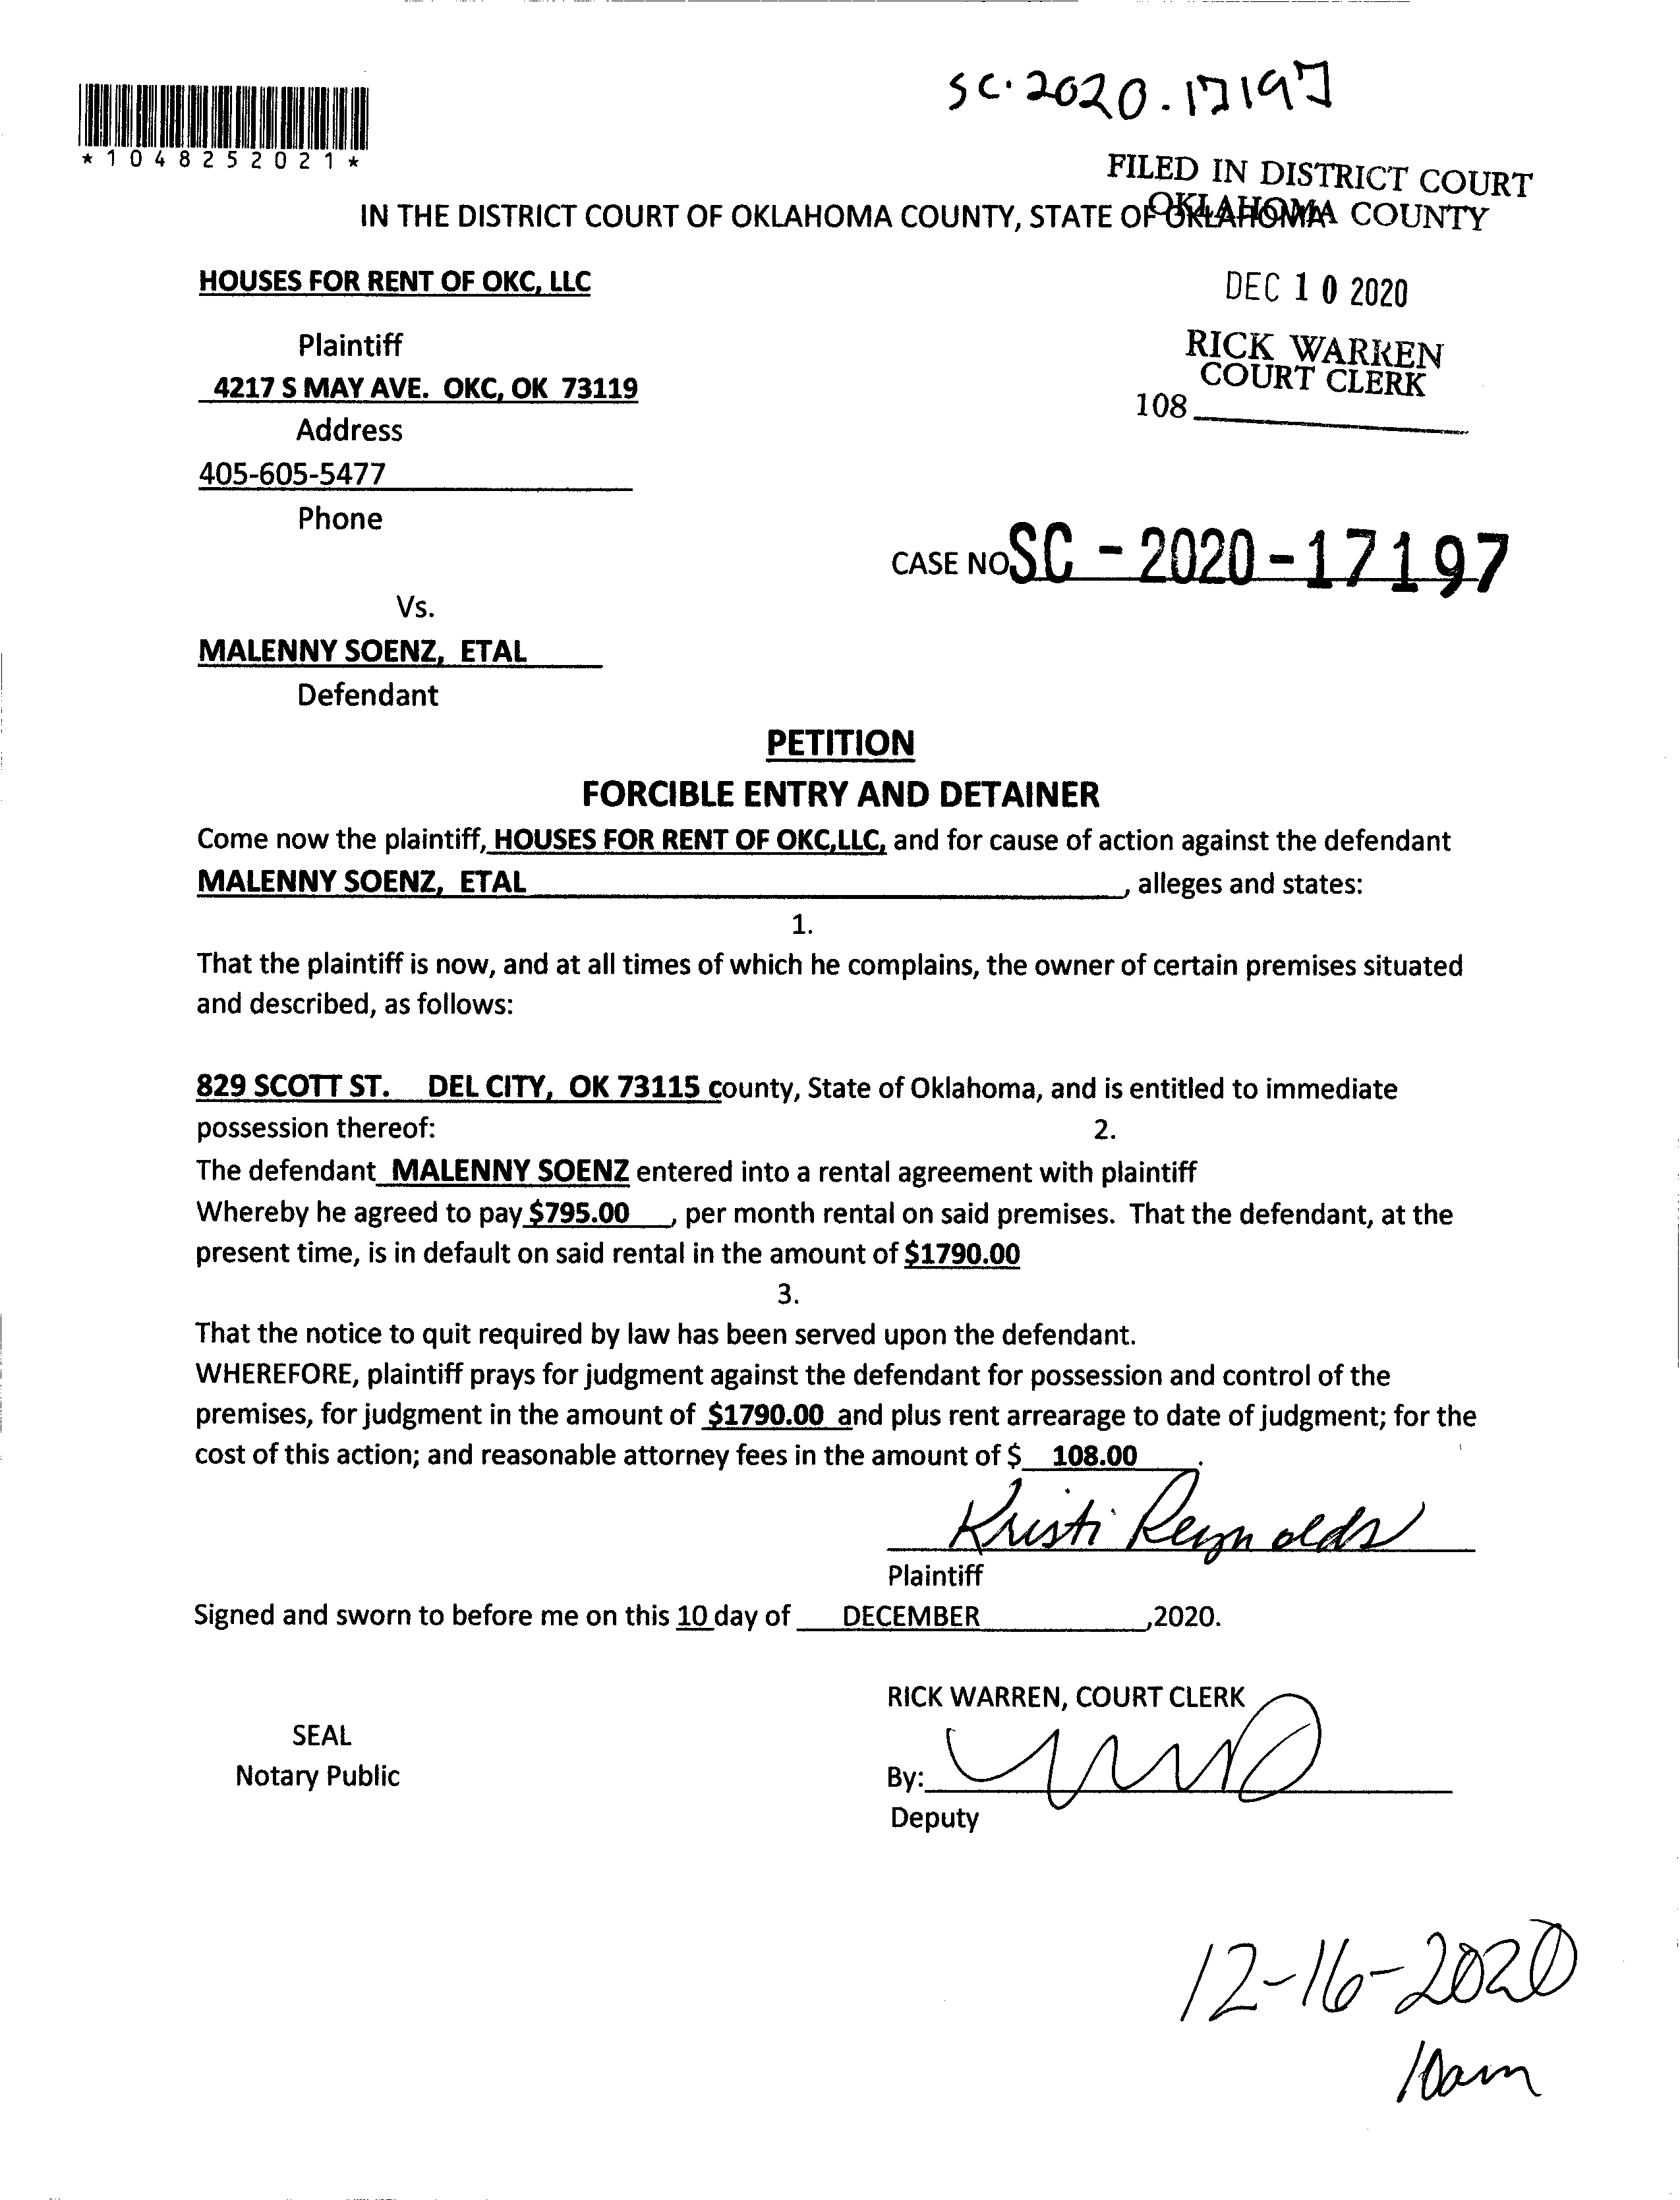 SC.2020.17197
*1048252021*
FILED IN DISTRICT COURT
OKLAHOMA COUNTY
IN THE DISTRICT COURT OF OKLAHOMA COUNTY, STATE OF OKLAHOMA
HOUSES FOR RENT OF OKC, LLC
DEC 10 2020
Plaintiff
RICK WARREN
COURT CLERK
4217 S MAY AVE. OKC, OK 73119
108
Address
405-605-5477
Phone
CASE NO SC - 2020 - 17197
Vs.
MALENNY SOENZ, ETAL
Defendant
PETITION
FORCIBLE ENTRY AND DETAINER
Come now the plaintiff, HOUSES FOR RENT OF OKC,LLC, and for cause of action against the defendant
MALENNY SOENZ, ETAL, alleges and states:
1.
That the plaintiff is now, and at all times of which he complains, the owner of certain premises situated
and described, as follows:
829 SCOTT ST. DEL CITY, OK 73115 county, State of Oklahoma, and is entitled to immediate
possession thereof:
2.
The defendant MALENNY SOENZ entered into a rental agreement with plaintiff
Whereby he agreed to pay $795.00 , per month rental on said premises. That the defendant, at the
present time, is in default on said rental in the amount of $1790.00
3.
That the notice to quit required by law has been served upon the defendant.
WHEREFORE, plaintiff prays for judgment against the defendant for possession and control of the
premises, for judgment in the amount of $1790.00 and plus rent arrearage to date of judgment; for the
cost of this action; and reasonable attorney fees in the amount of $ 108.00 .
Kristi Reynolds
Plaintiff
Signed and sworn to before me on this 10 day of DECEMBER ,2020.
RICK WARREN, COURT CLERK
SEAL
Notary Public
By:
Deputy
12-16-2020
10am